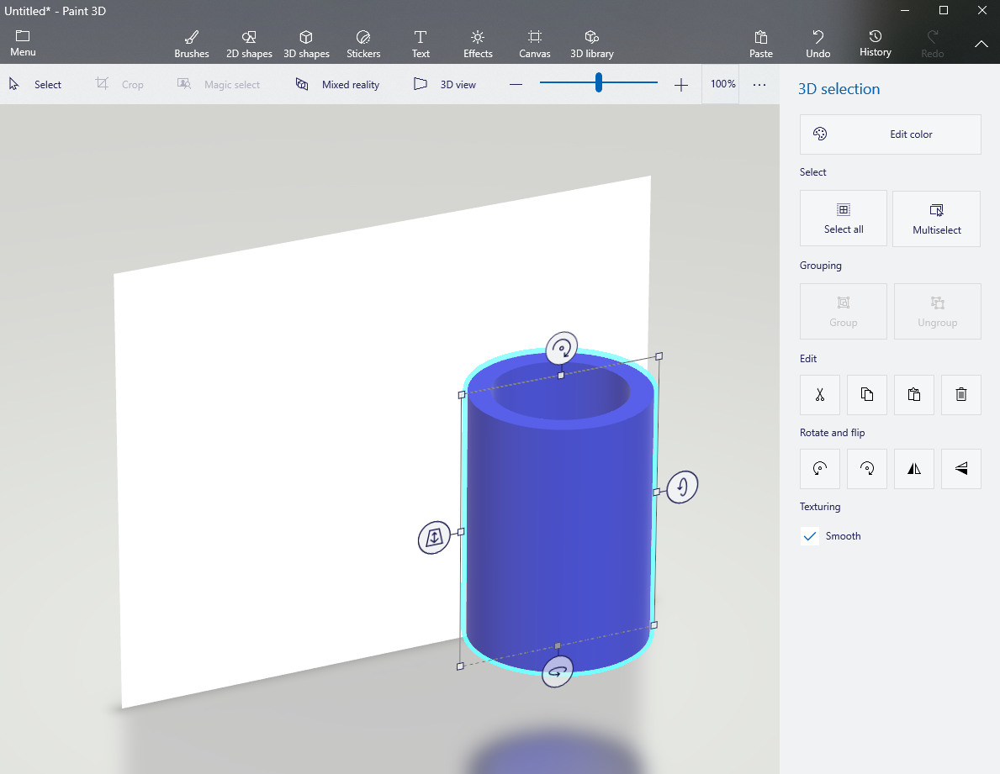 Untitled* - Paint 3D
Menu
Brushes
2D shapes
3D shapes
Stickers
Text
Effects
Canvas
3D library
Paste
Undo
History
Redo
Select
Crop
Magic select
Mixed reality
3D view
100%
3D selection
Edit color
Select
Select all
Multiselect
Grouping
Group
Ungroup
Edit
Rotate and flip
Texturing
Smooth